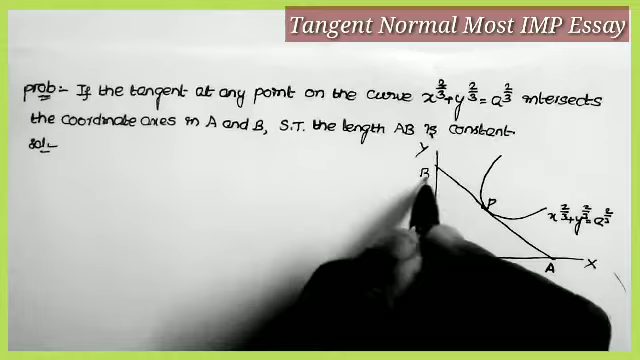 Tangent Normal Most IMP Essay
prob:- If the tangent at any point on the curve x^{2/3}+y^{2/3}=a^{2/3} intersects
the coordinate axes in A and B, S.T. the length AB is constant.
sol:-
Y
B
P
x^{2/3}+y^{2/3}=a^{2/3}
A
X